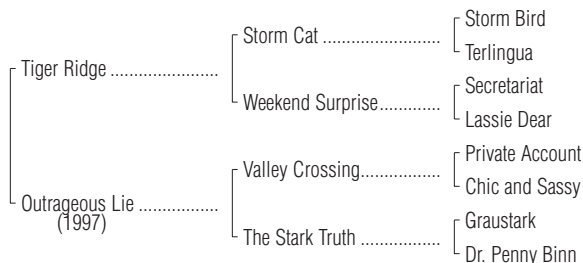 Storm Bird
Storm Cat ........................
Terlingua
Tiger Ridge ......................
Secretariat
Weekend Surprise.............
Lassie Dear
Private Account
Valley Crossing.................
Chic and Sassy
Outrageous Lie ................
(1997)
Graustark
The Stark Truth ................
Dr. Penny Binn